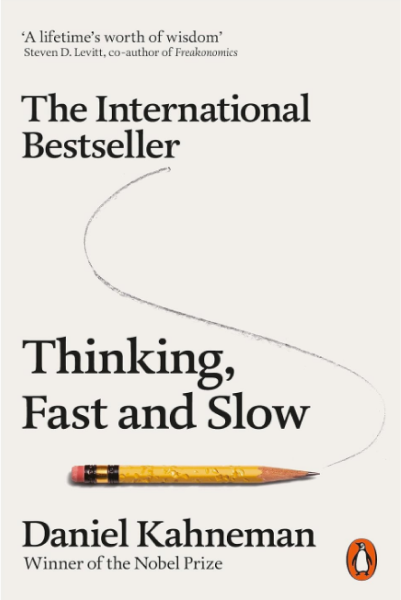 ‘A lifetime’s worth of wisdom’
Steven D. Levitt, co-author of Freakonomics
The International
Bestseller
Thinking,
Fast and Slow
Daniel Kahneman
Winner of the Nobel Prize